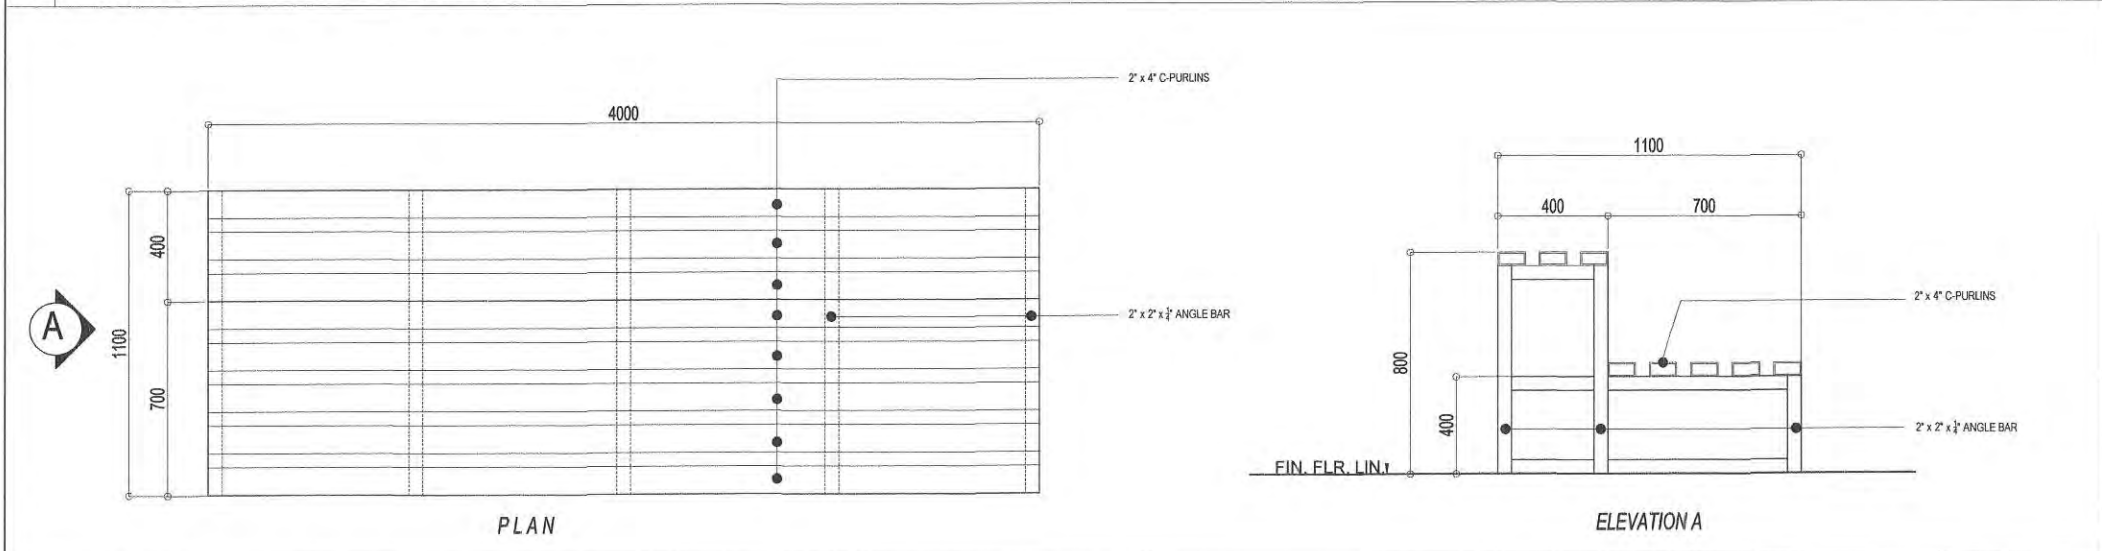 2" x 4" C-PURLINS
4000
1100
400
700
A
1100
400
700
2" x 2" x ¼" ANGLE BAR
800
400
2" x 4" C-PURLINS
2" x 2" x ¼" ANGLE BAR
FIN. FLR. LIN.
PLAN
ELEVATION A